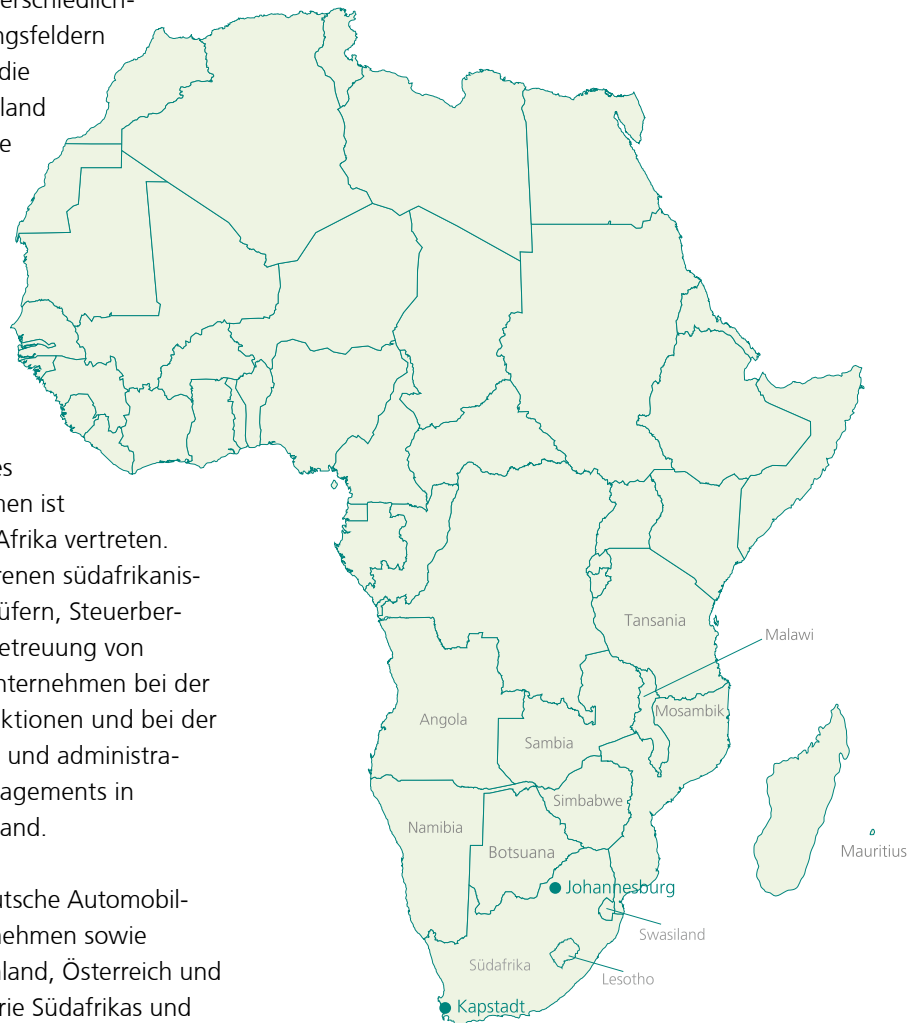 erschiedlich-
ngsfeldern
die
land
e
es
nen ist
Afrika vertreten.
renen südafrikanis-
üfern, Steuerber-
etreuung von
nternehmen bei der
ktionen und bei der
und administra-
agements in
and.
utsche Automobil-
nehmen sowie
land, Österreich und
rie Südafrikas und
Tansania
Malawi
Mosambik
Angola
Sambia
Simbabwe
Namibia
Botsuana
Mauritius
Johannesburg
Swasiland
Südafrika
Lesotho
Kapstadt